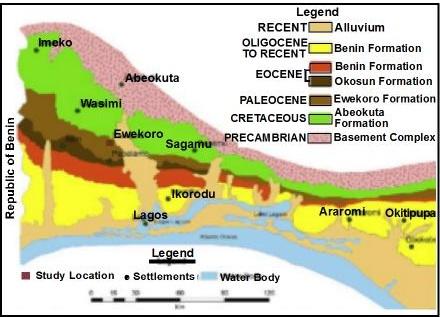 Legend
RECENT Alluvium
OLIGOCENE TO RECENT Benin Formation
EOCENE Benin Formation
Okosun Formation
PALEOCENE Ewekoro Formation
CRETACEOUS Abeokuta Formation
PRECAMBRIAN Basement Complex
Imeko
Abeokuta
Wasimi
Ewekoro
Sagamu
Ikorodu
Lagos
Araromi
Okitipupa
Republic of Benin
Legend
Study Location
Settlements
Water Body